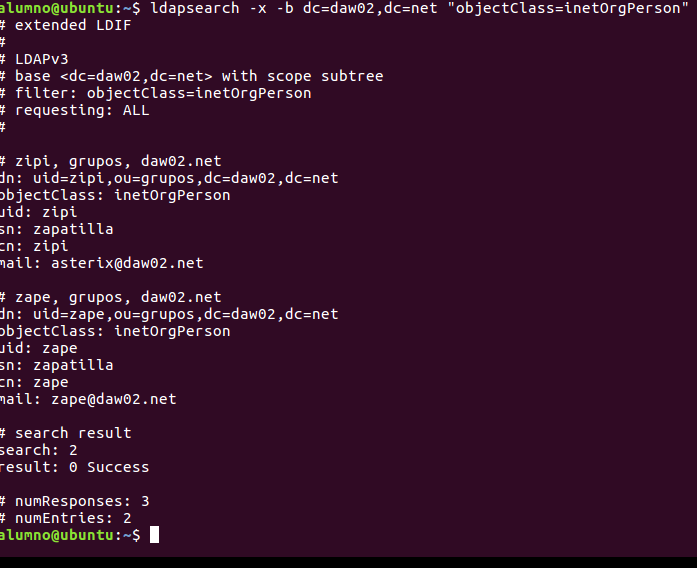 alumno@ubuntu:~$ ldapsearch -x -b dc=daw02,dc=net "objectClass=inetOrgPerson"
# extended LDIF
#
# LDAPv3
# base <dc=daw02,dc=net> with scope subtree
# filter: objectClass=inetOrgPerson
# requesting: ALL
#
# zipi, grupos, daw02.net
dn: uid=zipi,ou=grupos,dc=daw02,dc=net
objectClass: inetOrgPerson
uid: zipi
sn: zapatilla
cn: zipi
mail: asterix@daw02.net
# zape, grupos, daw02.net
dn: uid=zape,ou=grupos,dc=daw02,dc=net
objectClass: inetOrgPerson
uid: zape
sn: zapatilla
cn: zape
mail: zape@daw02.net
# search result
search: 2
result: 0 Success
# numResponses: 3
# numEntries: 2
alumno@ubuntu:~$